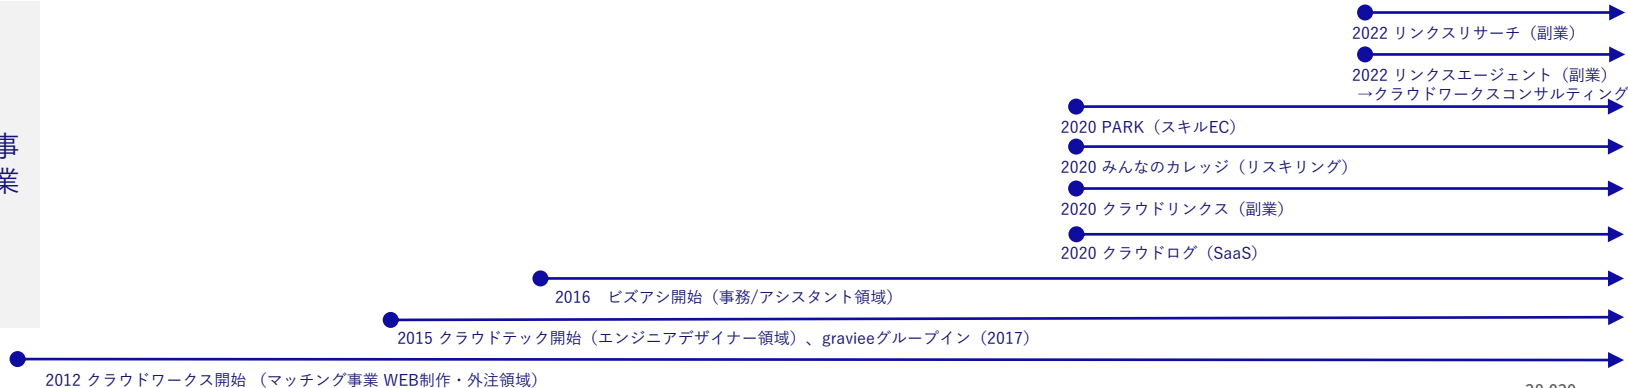 2022 リンクスリサーチ（副業）
2022 リンクスエージェント（副業）
→クラウドワークスコンサルティング
2020 PARK（スキルEC）
事業
2020 みんなのカレッジ（リスキリング）
2020 クラウドリンクス（副業）
2020 クラウドログ（SaaS）
2016　ビズアシ開始（事務/アシスタント領域）
2015 クラウドテック開始（エンジニアデザイナー領域）、gravieeグループイン（2017）
2012 クラウドワークス開始 （マッチング事業 WEB制作・外注領域）